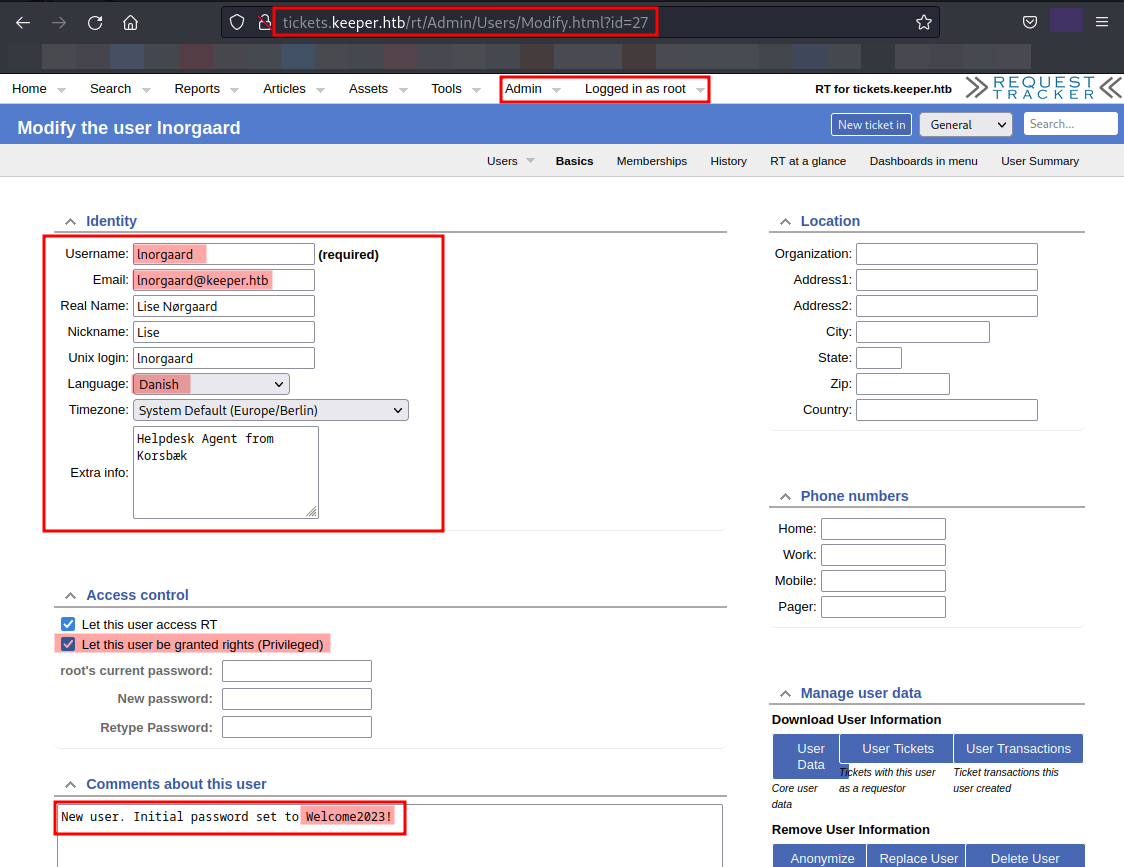 tickets.keeper.htb/rt/Admin/Users/Modify.html?id=27
Home Search Reports Articles Assets Tools Admin Logged in as root RT for tickets.keeper.htb REQUEST TRACKER
Modify the user lnorgaard New ticket in General Search...
Users Basics Memberships History RT at a glance Dashboards in menu User Summary
Identity
Username: lnorgaard (required)
Email: lnorgaard@keeper.htb
Real Name: Lise Nørgaard
Nickname: Lise
Unix login: lnorgaard
Language: Danish
Timezone: System Default (Europe/Berlin)
Extra info: Helpdesk Agent from
Korsbæk
Access control
Let this user access RT
Let this user be granted rights (Privileged)
root's current password:
New password:
Retype Password:
Comments about this user
New user. Initial password set to Welcome2023!
Location
Organization:
Address1:
Address2:
City:
State:
Zip:
Country:
Phone numbers
Home:
Work:
Mobile:
Pager:
Manage user data
Download User Information
User Data User Tickets User Transactions
Core user data Tickets with this user as a requestor Ticket transactions this user created
Remove User Information
Anonymize Replace User Delete User